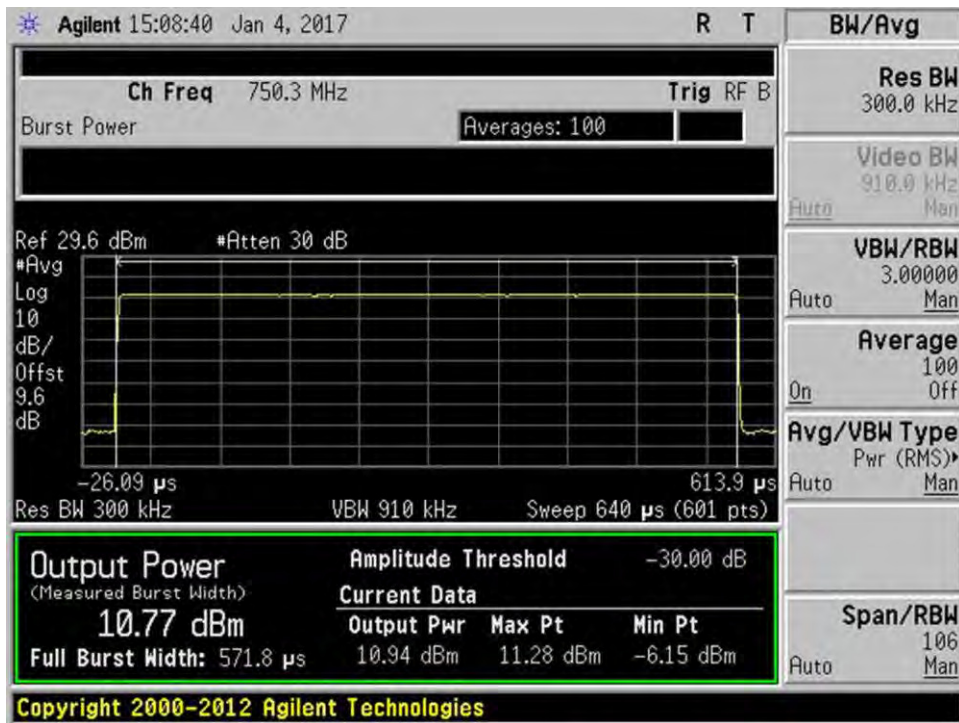 Agilent 15:08:40 Jan 4, 2017 R T
BW/Avg
Ch Freq 750.3 MHz Trig RF B
Burst Power Averages: 100
Res BW
300.0 kHz
Video BW
910.0 kHz
Auto Man
VBW/RBW
3.00000
Auto Man
Average
100
On Off
Avg/VBW Type
Pwr (RMS)
Auto Man
Span/RBW
106
Auto Man
Ref 29.6 dBm #Atten 30 dB
#Avg
Log
10
dB/
Offst
9.6
dB
-26.09 µs 613.9 µs
Res BW 300 kHz VBW 910 kHz Sweep 640 µs (601 pts)
Output Power
(Measured Burst Width)
10.77 dBm
Full Burst Width: 571.8 µs
Amplitude Threshold -30.00 dB
Current Data
Output Pwr Max Pt Min Pt
10.94 dBm 11.28 dBm -6.15 dBm
Copyright 2000-2012 Agilent Technologies